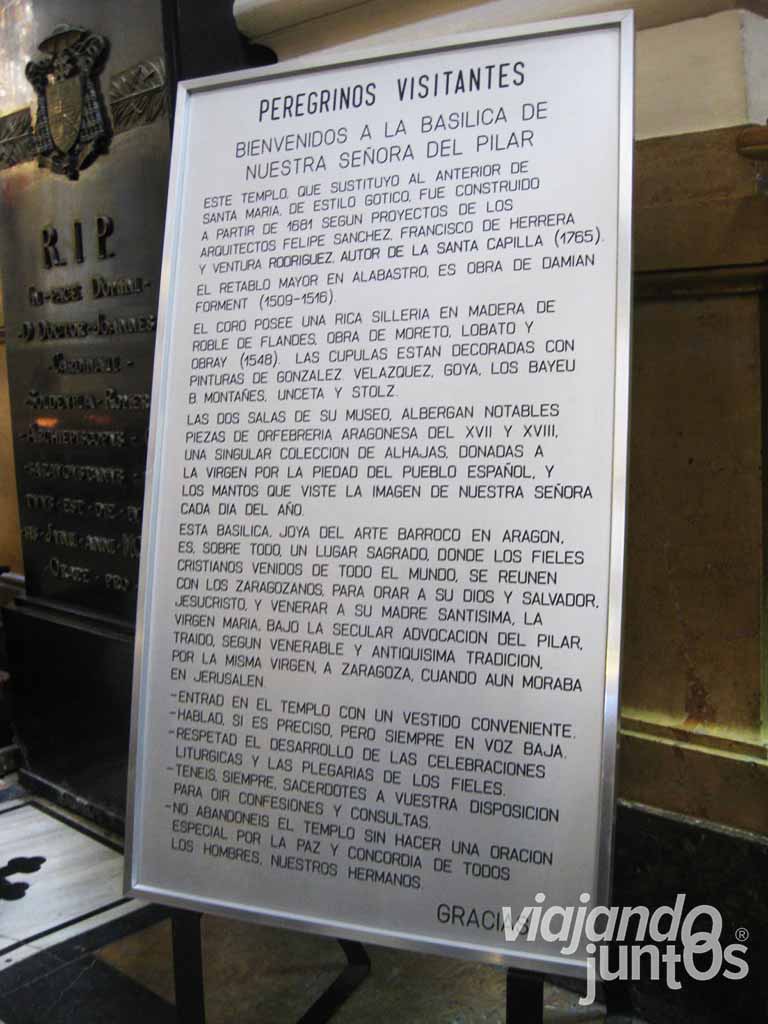 PEREGRINOS VISITANTES
BIENVENIDOS A LA BASILICA DE
NUESTRA SEÑORA DEL PILAR
ESTE TEMPLO, QUE SUSTITUYO AL ANTERIOR DE
SANTA MARIA, DE ESTILO GOTICO, FUE CONSTRUIDO
A PARTIR DE 1681 SEGUN PROYECTOS DE LOS
ARQUITECTOS FELIPE SANCHEZ, FRANCISCO DE HERRERA
Y VENTURA RODRIGUEZ, AUTOR DE LA SANTA CAPILLA (1765).
EL RETABLO MAYOR EN ALABASTRO, ES OBRA DE DAMIAN
FORMENT (1509-1516).
EL CORO POSEE UNA RICA SILLERIA EN MADERA DE
ROBLE DE FLANDES, OBRA DE MORETO, LOBATO Y
OBRAY (1548). LAS CUPULAS ESTAN DECORADAS CON
PINTURAS DE GONZALEZ VELAZQUEZ, GOYA, LOS BAYEU
B. MONTAÑES, UNCETA Y STOLZ.
LAS DOS SALAS DE SU MUSEO, ALBERGAN NOTABLES
PIEZAS DE ORFEBRERIA ARAGONESA DEL XVII Y XVIII,
UNA SINGULAR COLECCION DE ALHAJAS, DONADAS A
LA VIRGEN POR LA PIEDAD DEL PUEBLO ESPAÑOL, Y
LOS MANTOS QUE VISTE LA IMAGEN DE NUESTRA SEÑORA
CADA DIA DEL AÑO.
ESTA BASILICA, JOYA DEL ARTE BARROCO EN ARAGON,
ES, SOBRE TODO, UN LUGAR SAGRADO, DONDE LOS FIELES
CRISTIANOS VENIDOS DE TODO EL MUNDO, SE REUNEN
CON LOS ZARAGOZANOS, PARA ORAR A SU DIOS Y SALVADOR,
JESUCRISTO, Y VENERAR A SU MADRE SANTISIMA, LA
VIRGEN MARIA, BAJO LA SECULAR ADVOCACION DEL PILAR,
TRAIDO, SEGUN VENERABLE Y ANTIQUISIMA TRADICION,
POR LA MISMA VIRGEN, A ZARAGOZA, CUANDO AUN MORABA
EN JERUSALEN.
-ENTRAD EN EL TEMPLO CON UN VESTIDO CONVENIENTE.
-HABLAD, SI ES PRECISO, PERO SIEMPRE EN VOZ BAJA.
-RESPETAD EL DESARROLLO DE LAS CELEBRACIONES
LITURGICAS Y LAS PLEGARIAS DE LOS FIELES.
-TENEIS, SIEMPRE, SACERDOTES A VUESTRA DISPOSICION
PARA OIR CONFESIONES Y CONSULTAS.
-NO ABANDONEIS EL TEMPLO SIN HACER UNA ORACION
ESPECIAL POR LA PAZ Y CONCORDIA DE TODOS
LOS HOMBRES, NUESTROS HERMANOS.
GRACIAS
R.I.P.
viajando
juntos®